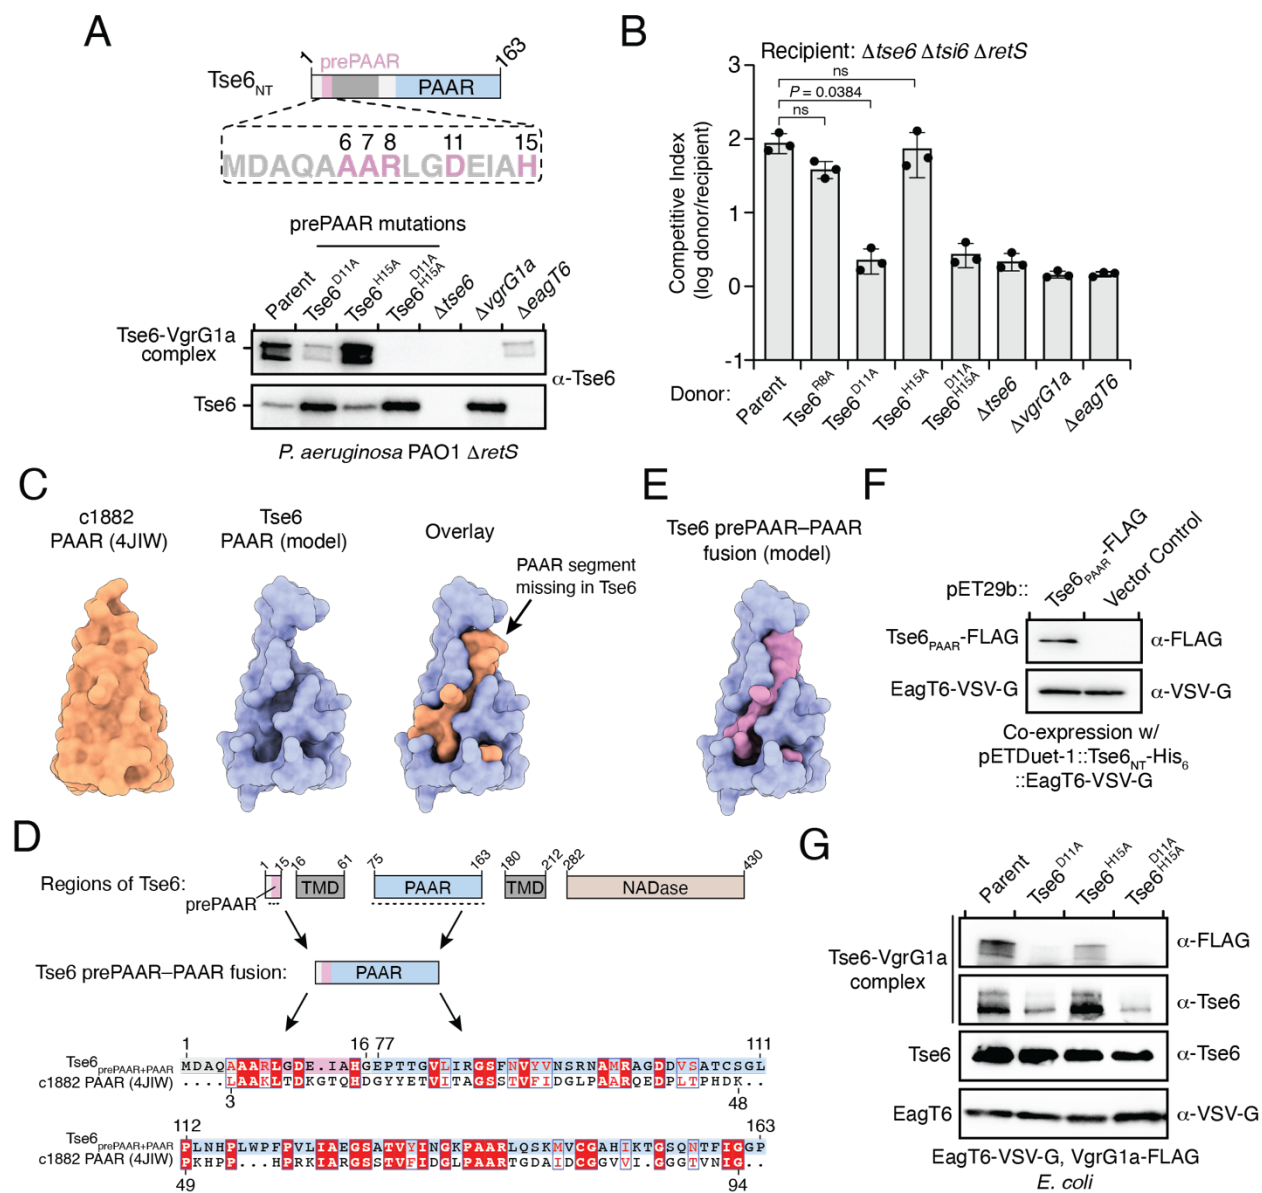 A
1
prePAAR
163
Tse6NT
PAAR
6 7 8 11 15
MDAQAAARLGDEIAH
prePAAR mutations
Parent
Tse6D11A
Tse6H15A
Tse6D11A H15A
Δtse6
ΔvgrG1a
ΔeagT6
Tse6-VgrG1a
complex
α-Tse6
Tse6
P. aeruginosa PAO1 ΔretS
B
Recipient: Δtse6 Δtsi6 ΔretS
Competitive Index
(log donor/recipient)
3
2
1
0
-1
ns
P = 0.0384
ns
Donor:
Parent
Tse6R8A
Tse6D11A
Tse6H15A
Tse6D11A H15A
Δtse6
ΔvgrG1a
ΔeagT6
C
c1882
PAAR (4JIW)
Tse6
PAAR (model)
Overlay
PAAR segment
missing in Tse6
E
Tse6 prePAAR–PAAR
fusion (model)
F
pET29b::
Tse6PAAR-FLAG
Vector Control
Tse6PAAR-FLAG
α-FLAG
EagT6-VSV-G
α-VSV-G
Co-expression w/
pETDuet-1::Tse6NT-His6
::EagT6-VSV-G
D
1 15 16 61 75 163 180 212 282 430
Regions of Tse6:
TMD
PAAR
TMD
NADase
prePAAR
Tse6 prePAAR–PAAR fusion:
PAAR
1 16 77 111
Tse6prePAAR+PAAR MDAQAAARLGDE.IAHGEPTTGVLIRGSFNVYVNSRNAMRAGDDVSATCSGL
c1882 PAAR (4JIW) ....LAAKLTDKGTQHDGYYETVITAGSSTVFIDGLPAARQEDPLTPHDK..
3 48
112 163
Tse6prePAAR+PAAR PLNHPLWPFPVLIAEGSATVYINGKPAARLQSKMVCGAHIKTGSQNTFIGGP
c1882 PAAR (4JIW) PKHPP...HPRKIARGSSTVFIDGLPAARTGDAIDCGGVVI.GGGTVNIG..
49 94
G
Parent
Tse6D11A
Tse6H15A
Tse6D11A H15A
Tse6-VgrG1a
complex
α-FLAG
α-Tse6
Tse6
α-Tse6
EagT6
α-VSV-G
EagT6-VSV-G, VgrG1a-FLAG
E. coli